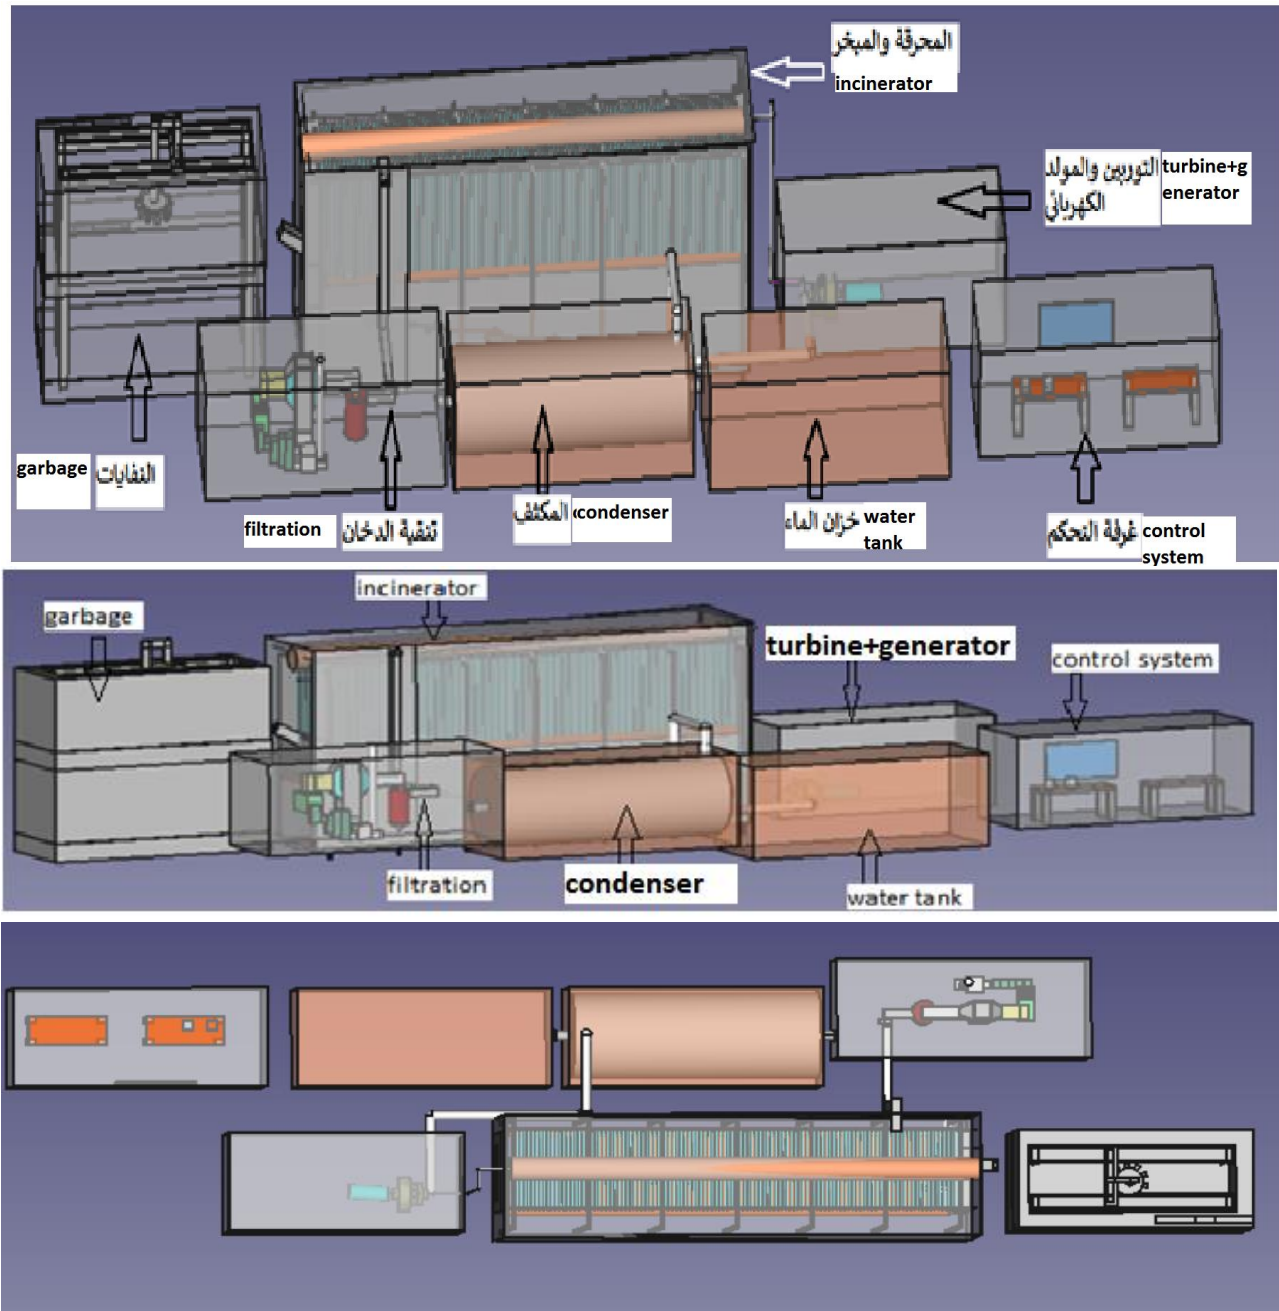 المحرقة والمبخر
incinerator
التوربين والمولد
الكهربائي
turbine+g
enerator
garbage
النفايات
filtration
تنقية الدخان
المكثف
condenser
خزان الماء
water
tank
غرفة التحكم
control
system
incinerator
garbage
turbine+generator
control system
filtration
condenser
water tank